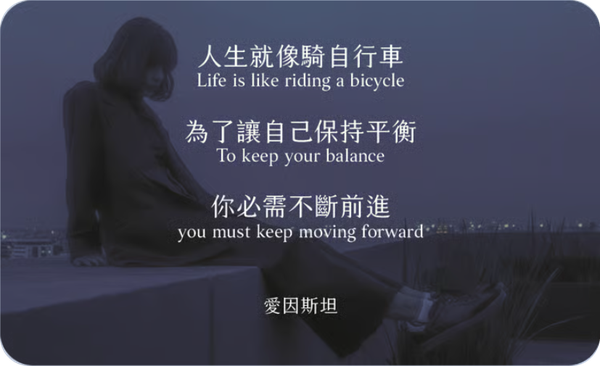 人生就像騎自行車
Life is like riding a bicycle
為了讓自己保持平衡
To keep your balance
你必需不斷前進
you must keep moving forward
愛因斯坦